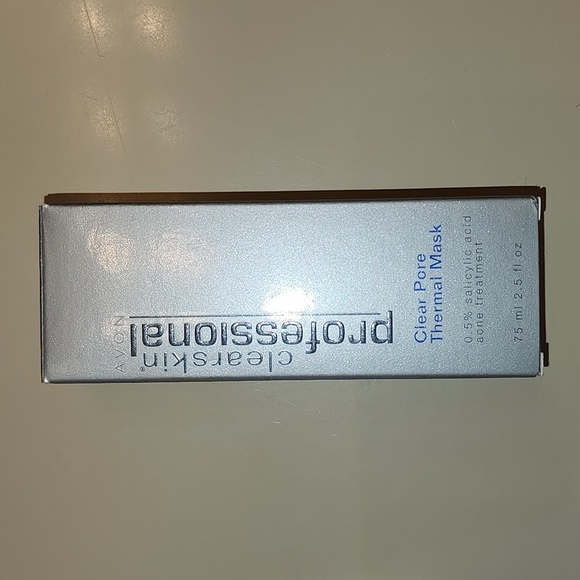 AVON
clearskin®
professional
Clear Pore
Thermal Mask
0.5% salicylic acid
acne treatment
75 ml 2.5 fl oz